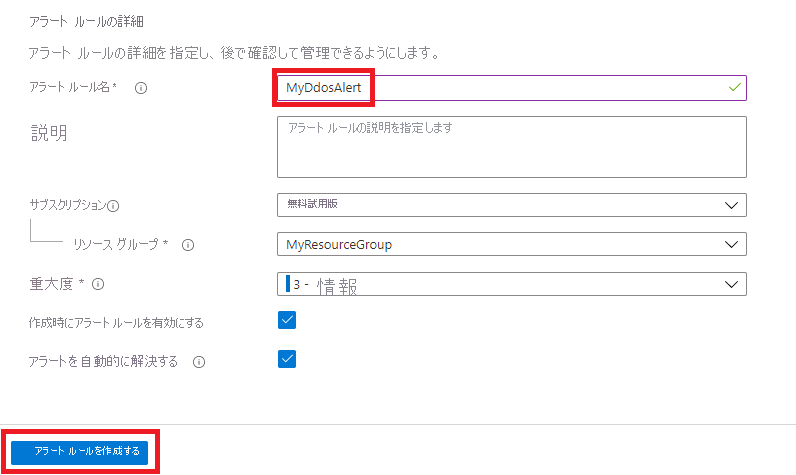 アラート ルールの詳細
アラート ルールの詳細を指定し、後で確認して管理できるようにします。
アラート ルール名 * MyDdosAlert
説明 アラート ルールの説明を指定します
サブスクリプション 無料試用版
リソース グループ * MyResourceGroup
重大度 * 3 - 情報
作成時にアラート ルールを有効にする
アラートを自動的に解決する
アラート ルールを作成する